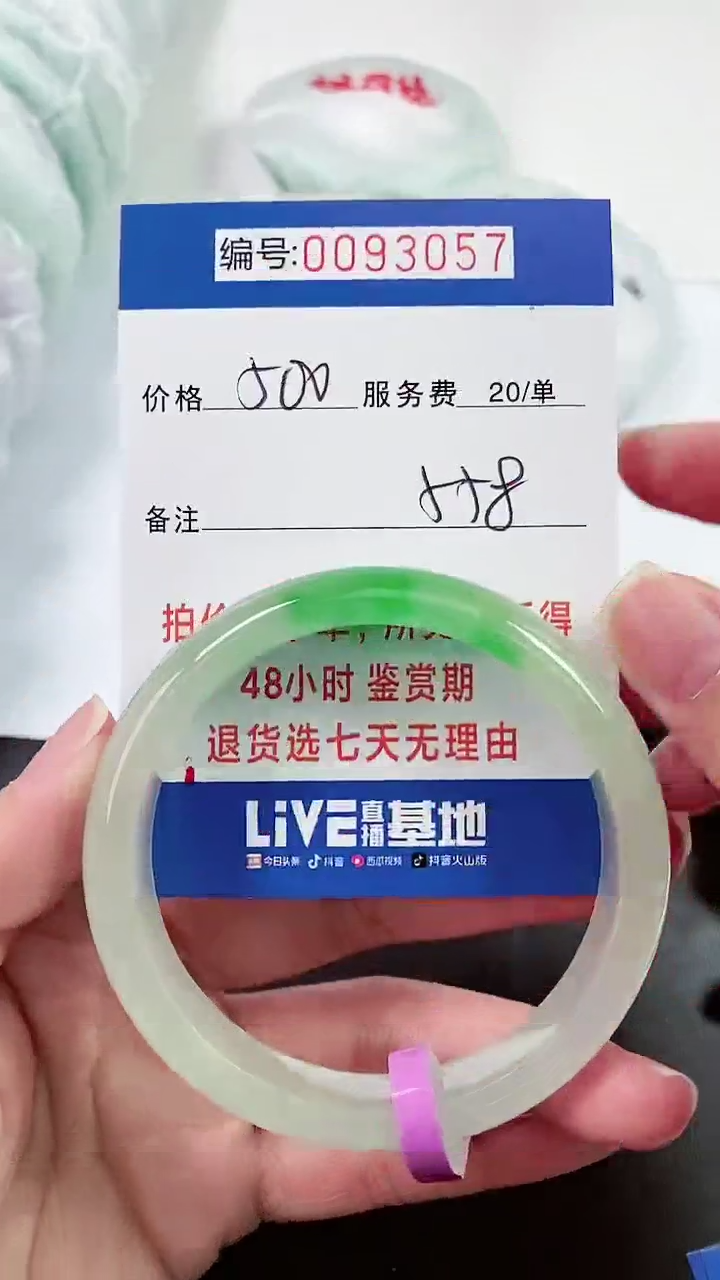 编号:0093057
价格 500 服务费 20/单
备注 558
48小时 鉴赏期
退货选七天无理由
LiVE直播基地
今日头条 抖音 西瓜视频 抖音火山版